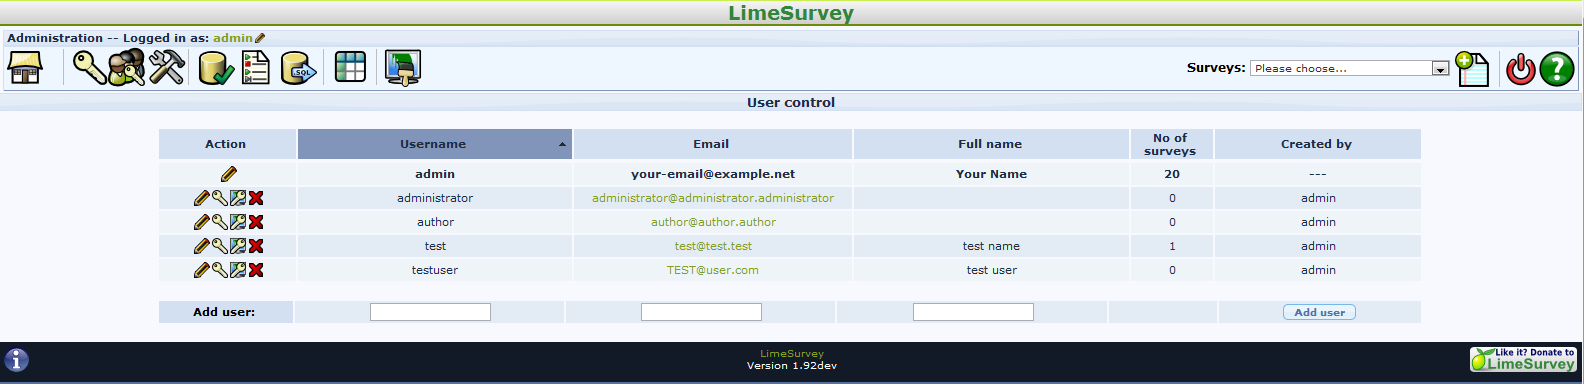 LimeSurvey
Administration -- Logged in as: admin
SQL
Surveys: Please choose...
User control
Action Username Email Full name No of surveys Created by
admin your-email@example.net Your Name 20 ---
administrator administrator@administrator.administrator 0 admin
author author@author.author 0 admin
test test@test.test test name 1 admin
testuser TEST@user.com test user 0 admin
Add user: Add user
LimeSurvey
Version 1.92dev
Like it? Donate to
LimeSurvey